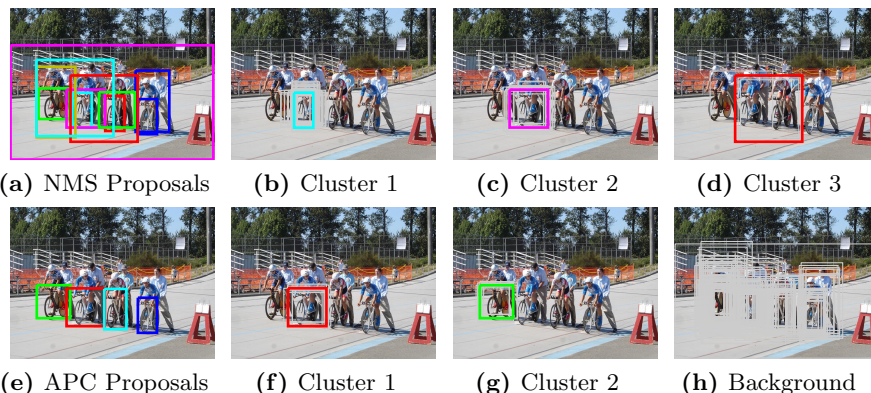 (a) NMS Proposals (b) Cluster 1 (c) Cluster 2 (d) Cluster 3
(e) APC Proposals (f) Cluster 1 (g) Cluster 2 (h) Background